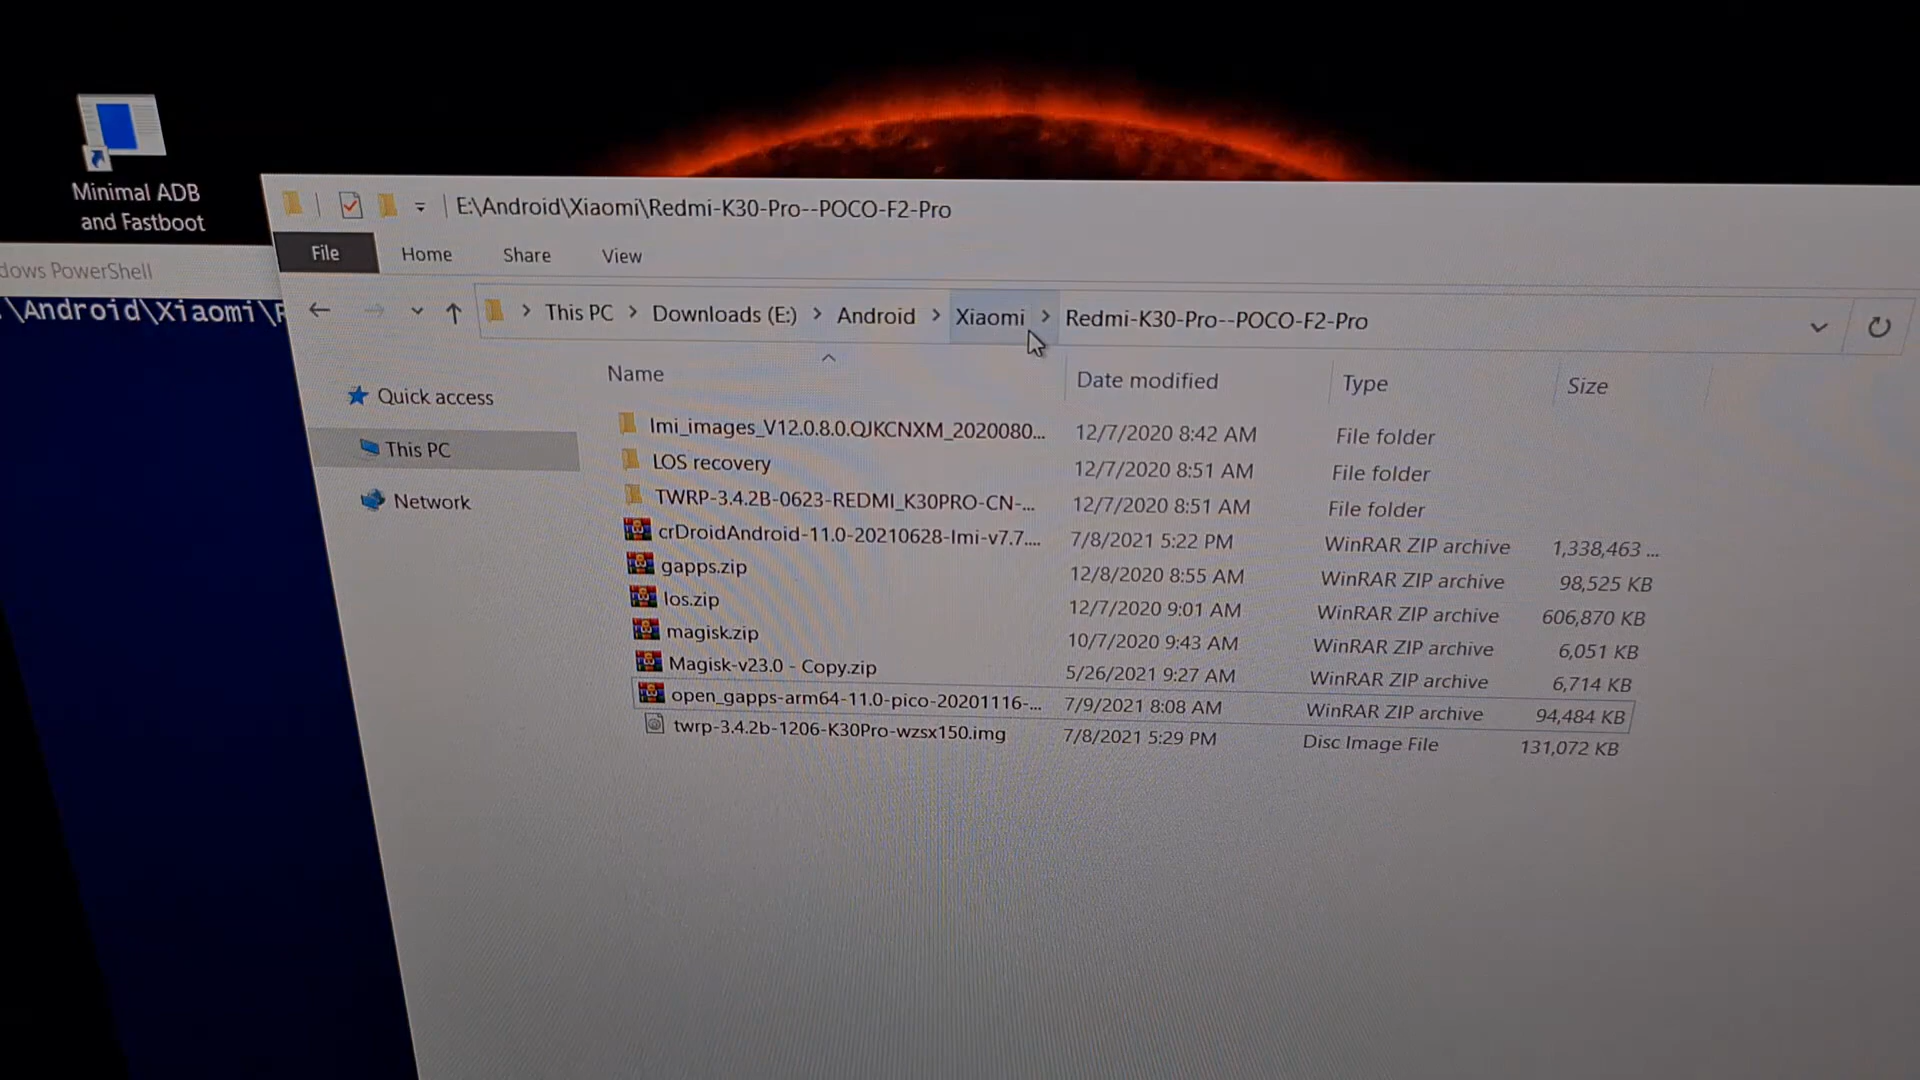 Minimal ADB
and Fastboot
dows PowerShell
\Android\Xiaomi\R
E:\Android\Xiaomi\Redmi-K30-Pro--POCO-F2-Pro
File Home Share View
This PC > Downloads (E:) > Android > Xiaomi > Redmi-K30-Pro--POCO-F2-Pro
Quick access
This PC
Network
Name Date modified Type Size
lmi_images_V12.0.8.0.QJKCNXM_2020080... 12/7/2020 8:42 AM File folder
LOS recovery 12/7/2020 8:51 AM File folder
TWRP-3.4.2B-0623-REDMI_K30PRO-CN-... 12/7/2020 8:51 AM File folder
crDroidAndroid-11.0-20210628-lmi-v7.7.... 7/8/2021 5:22 PM WinRAR ZIP archive 1,338,463 ...
gapps.zip 12/8/2020 8:55 AM WinRAR ZIP archive 98,525 KB
los.zip 12/7/2020 9:01 AM WinRAR ZIP archive 606,870 KB
magisk.zip 10/7/2020 9:43 AM WinRAR ZIP archive 6,051 KB
Magisk-v23.0 - Copy.zip 5/26/2021 9:27 AM WinRAR ZIP archive 6,714 KB
open_gapps-arm64-11.0-pico-20201116-... 7/9/2021 8:08 AM WinRAR ZIP archive 94,484 KB
twrp-3.4.2b-1206-K30Pro-wzsx150.img 7/8/2021 5:29 PM Disc Image File 131,072 KB